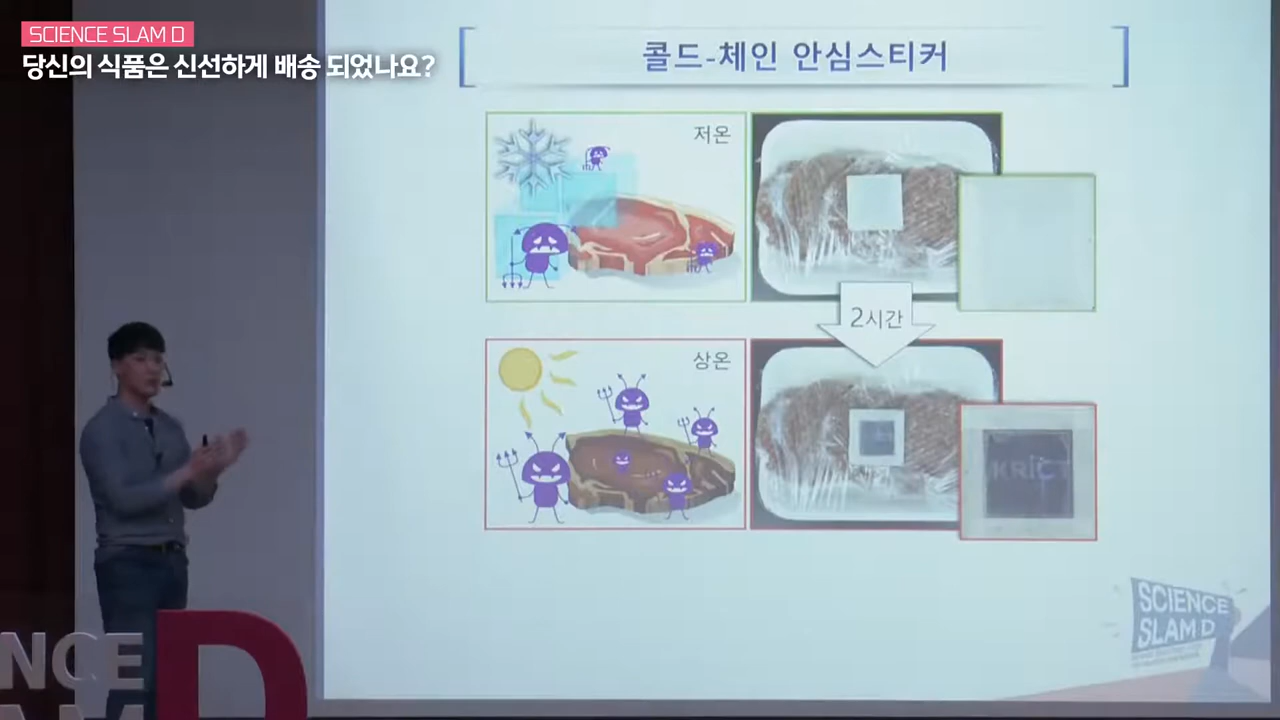 SCIENCE SLAM D
당신의 식품은 신선하게 배송 되었나요?
콜드-체인 안심스티커
저온
2시간
상온
KRICT
SCIENCE
SLAM D
NCE
D